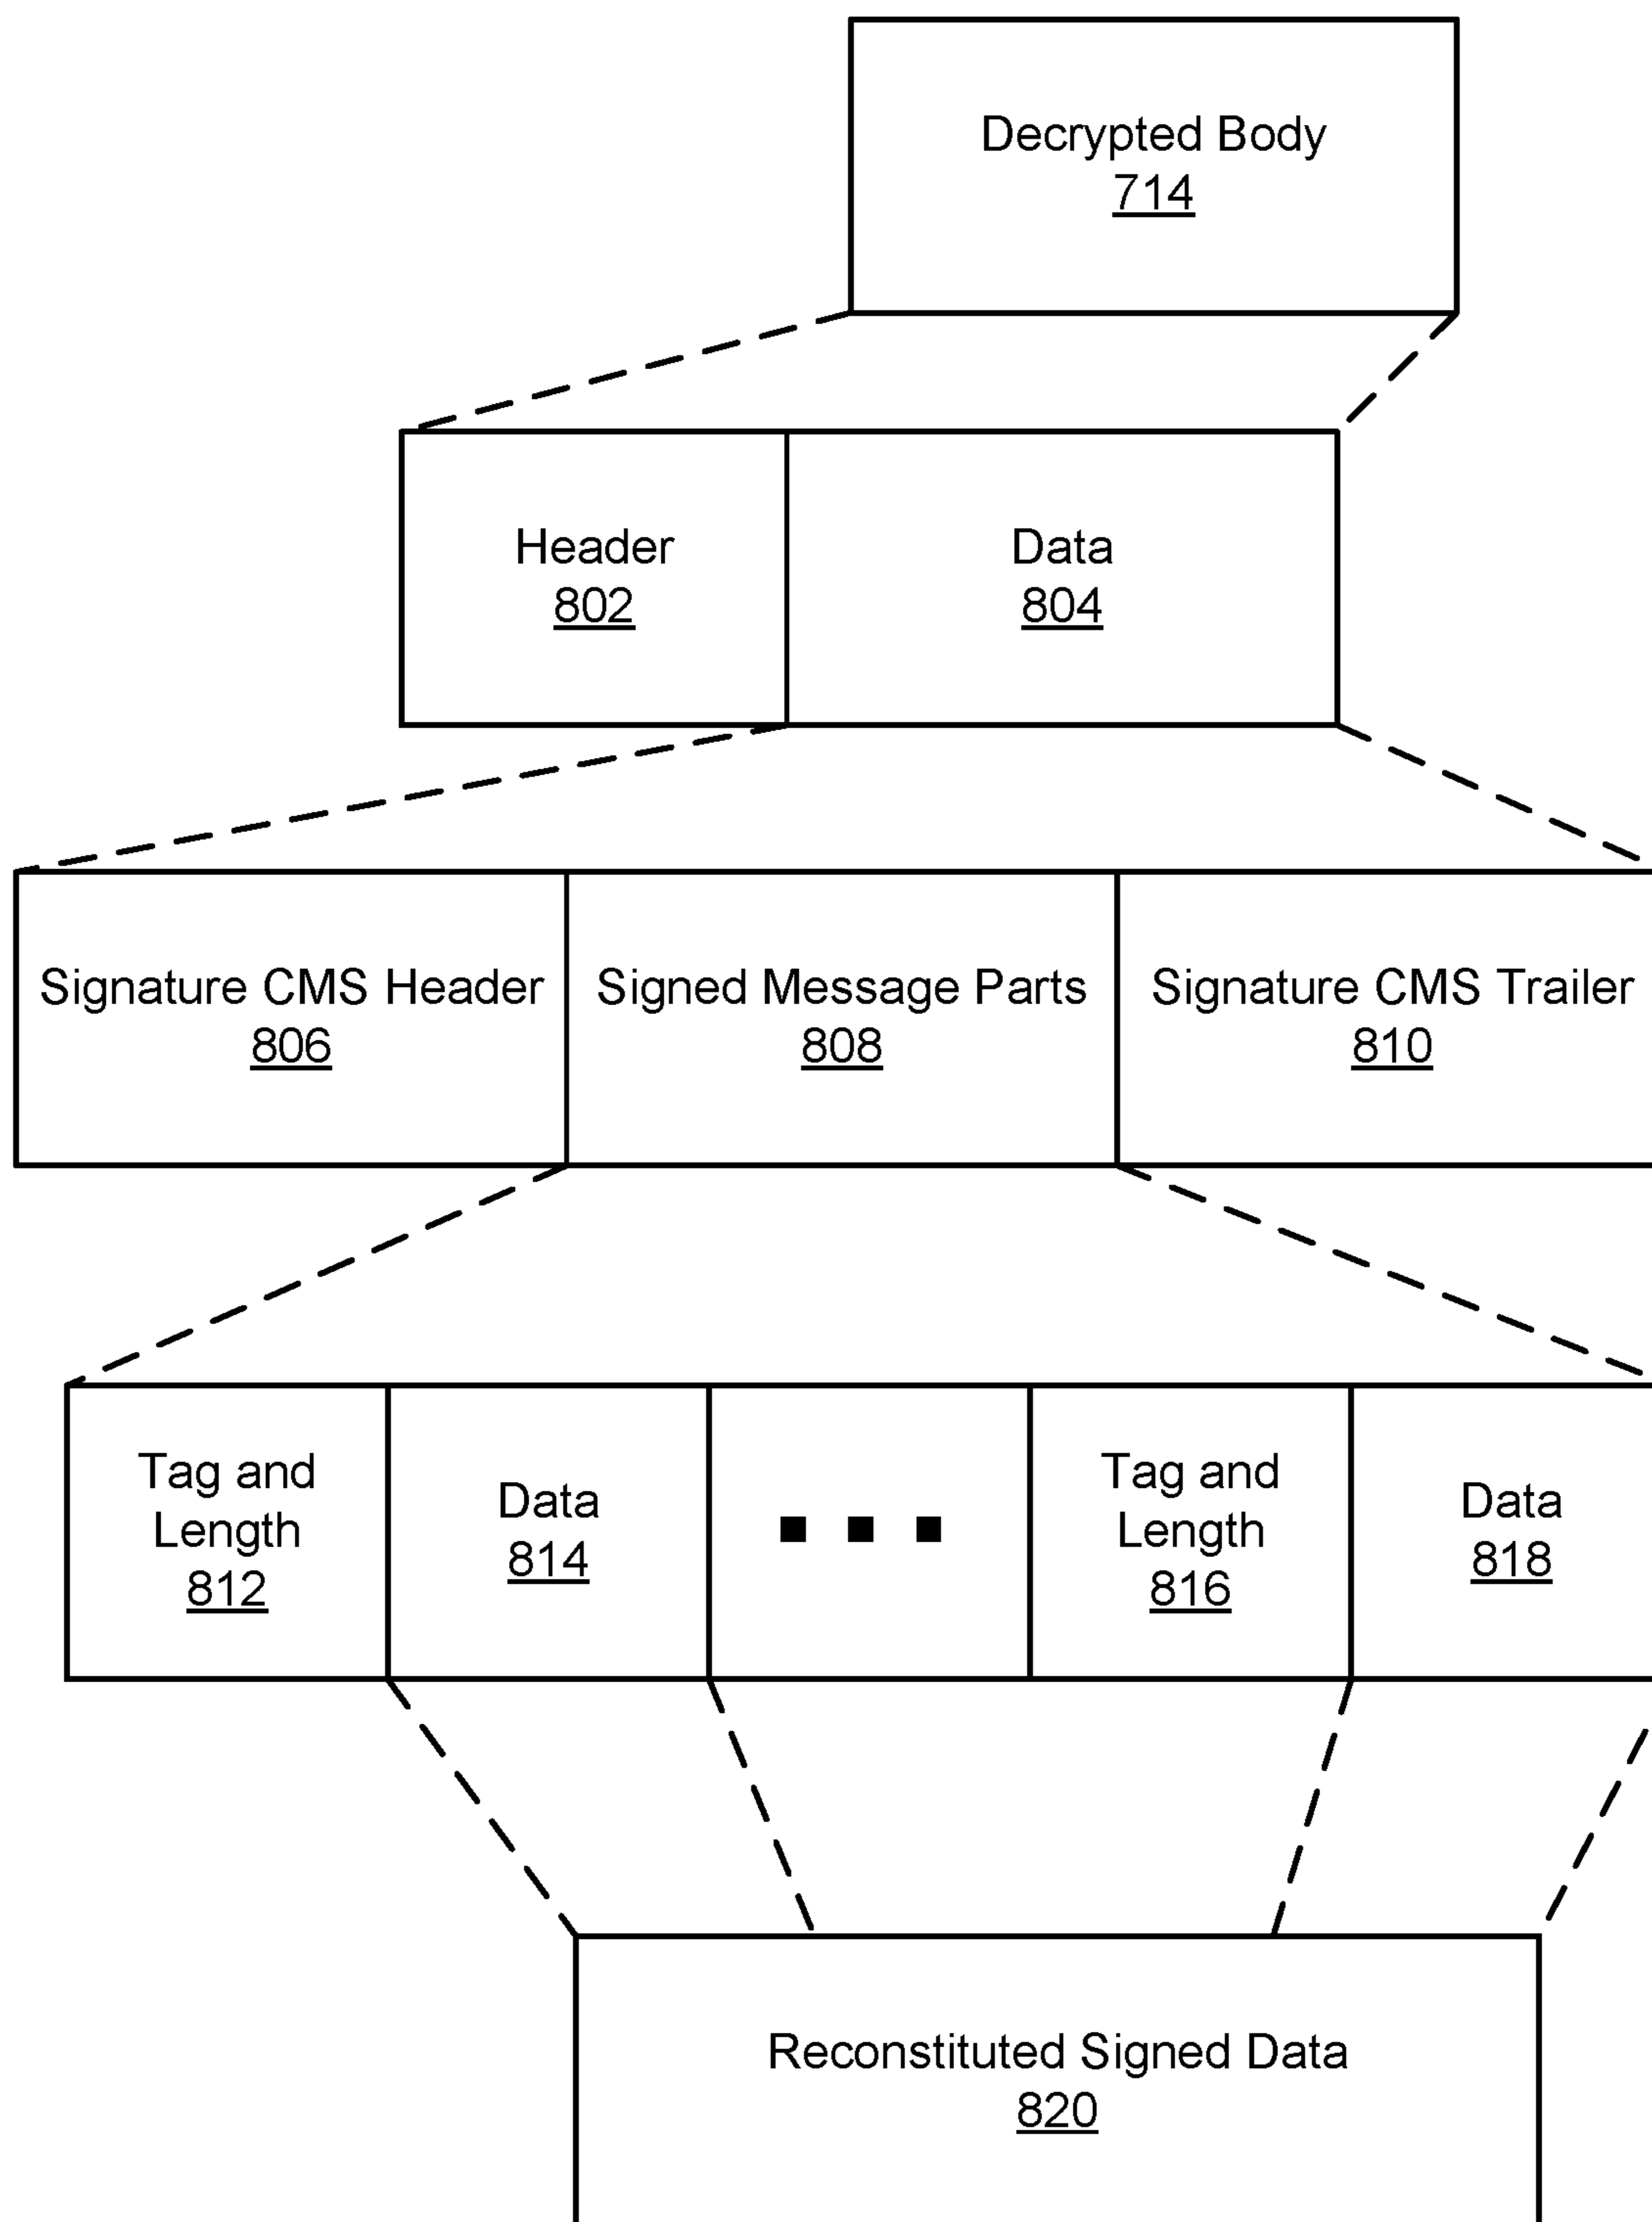 Decrypted Body
714
Header
802
Data
804
Signature CMS Header
806
Signed Message Parts
808
Signature CMS Trailer
810
Tag and
Length
812
Data
814
Tag and
Length
816
Data
818
Reconstituted Signed Data
820